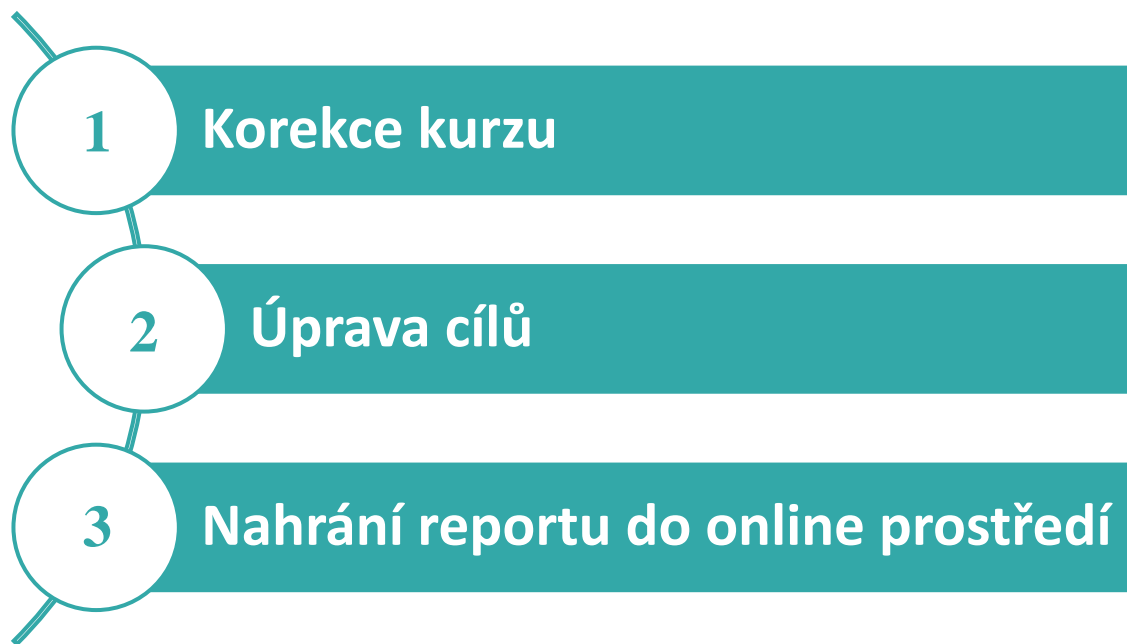 1
Korekce kurzu
2
Úprava cílů
3
Nahrání reportu do online prostředí